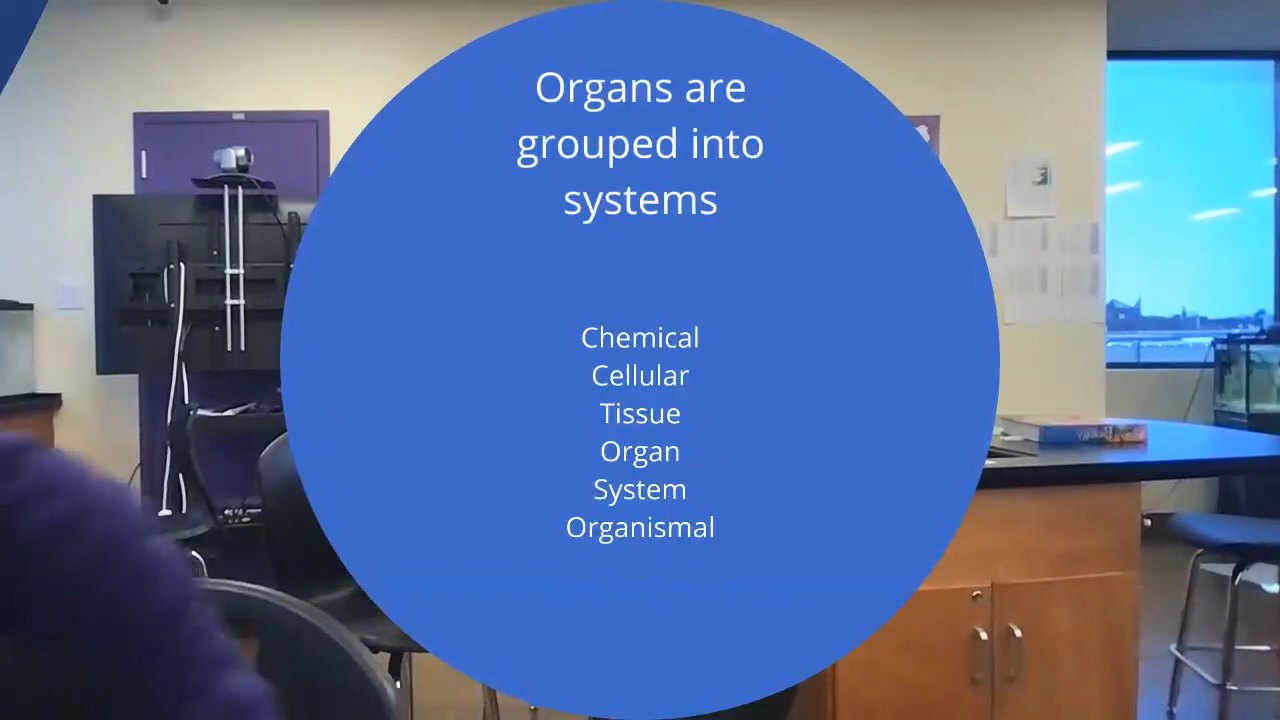 Organs are
grouped into
systems
Chemical
Cellular
Tissue
Organ
System
Organismal